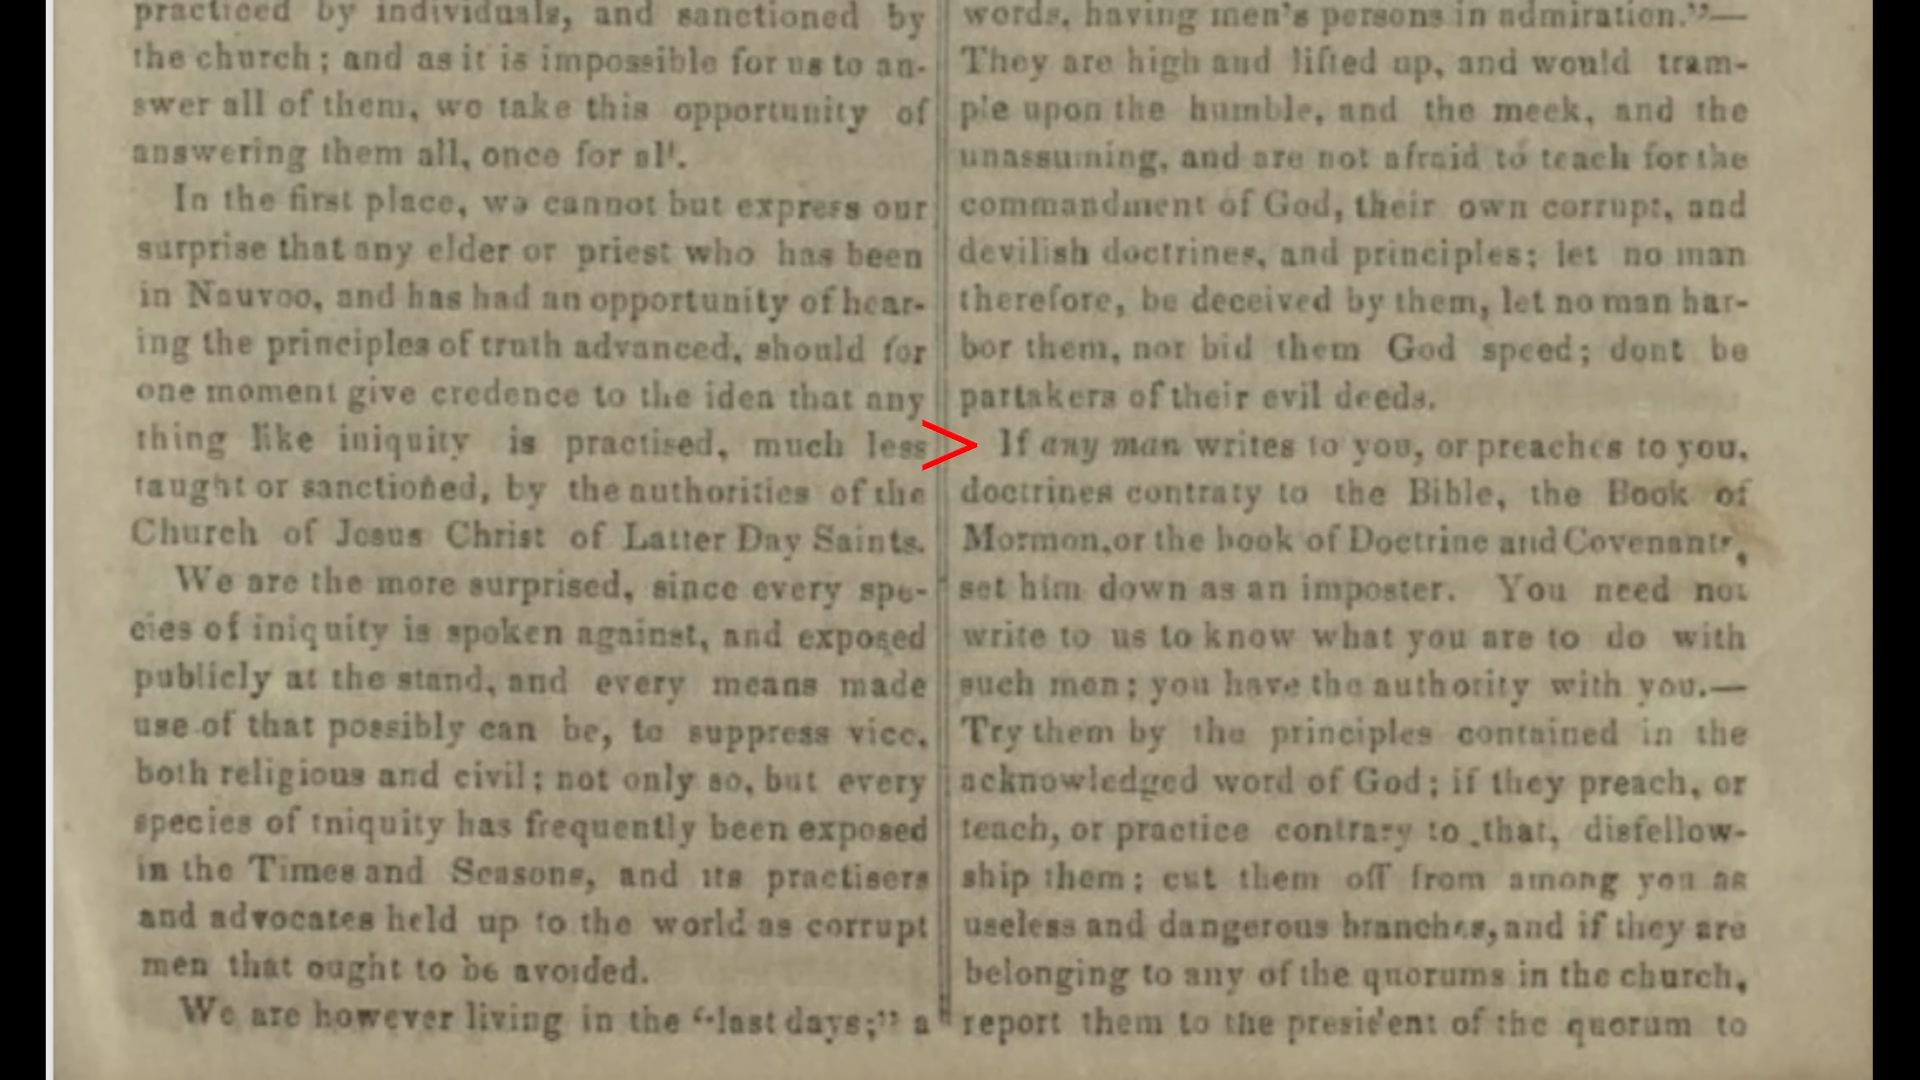 practiced by individuals, and sanctioned by
the church; and as it is impossible for us to an-
swer all of them, we take this opportunity of
answering them all, once for al'.
In the first place, we cannot but express our
surprise that any elder or priest who has been
in Nauvoo, and has had an opportunity of hear-
ing the principles of truth advanced, should for
one moment give credence to the idea that any
thing like iniquity is practised, much less
taught or sanctioned, by the authorities of the
Church of Jesus Christ of Latter Day Saints.
We are the more surprised, since every spe-
cies of iniquity is spoken against, and exposed
publicly at the stand, and every means made
use of that possibly can be, to suppress vice,
both religious and civil; not only so, but every
species of tniquity has frequently been exposed
in the Times and Seasons, and its practisers
and advocates held up to the world as corrupt
men that ought to be avoided.
We are however living in the "last days;" a
words, having men's persons in admiration."—
They are high and lifted up, and would tram-
ple upon the humble, and the meek, and the
unassuming, and are not afraid to teach for the
commandment of God, their own corrupt, and
devilish doctrines, and principles; let no man
therefore, be deceived by them, let no man har-
bor them, nor bid them God speed; dont be
partakers of their evil deeds.
> If any man writes to you, or preaches to you,
doctrines contraty to the Bible, the Book of
Mormon, or the book of Doctrine and Covenants,
set him down as an imposter. You need not
write to us to know what you are to do with
such men; you have the authority with you.—
Try them by the principles contained in the
acknowledged word of God; if they preach, or
teach, or practice contrary to that, disfellow-
ship them; cut them off from among you as
useless and dangerous branches, and if they are
belonging to any of the quorums in the church,
report them to the president of the quorum to